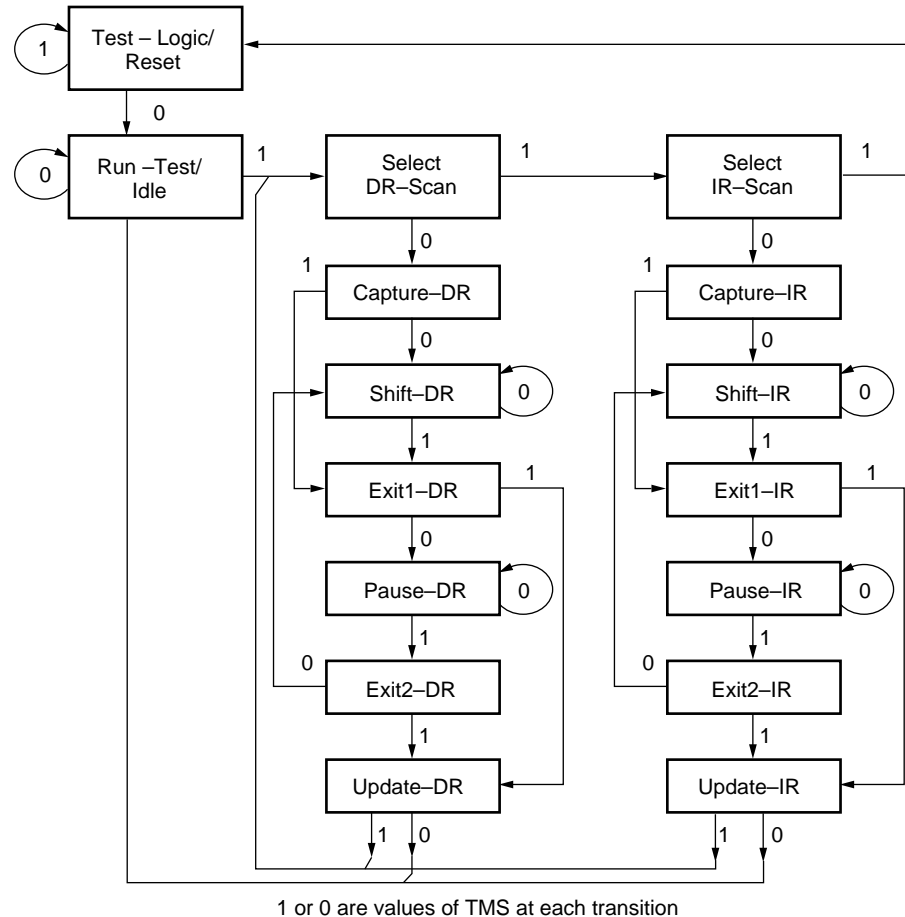 Test – Logic/
Reset
1
0
Run –Test/
Idle
0
1
Select
DR–Scan
1
Select
IR–Scan
1
0
0
1
Capture–DR
1
Capture–IR
0
0
Shift–DR
0
Shift–IR
0
1
1
Exit1–DR
1
Exit1–IR
1
0
0
Pause–DR
0
Pause–IR
0
1
1
0
Exit2–DR
0
Exit2–IR
1
1
Update–DR
Update–IR
1
0
1
0
1 or 0 are values of TMS at each transition